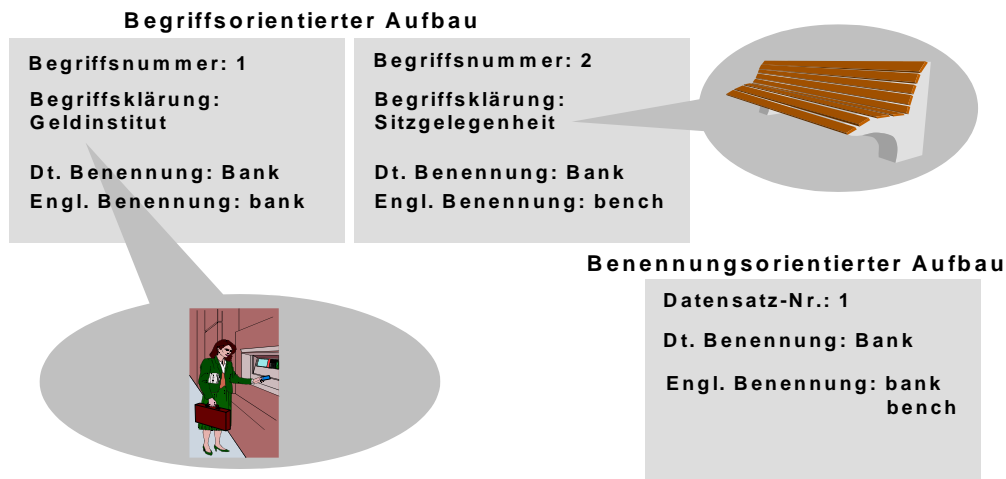 Begriffsorientierter Aufbau
Begriffsnummer: 1
Begriffsklärung:
Geldinstitut
Dt. Benennung: Bank
Engl. Benennung: bank
Begriffsnummer: 2
Begriffsklärung:
Sitzgelegenheit
Dt. Benennung: Bank
Engl. Benennung: bench
Benennungsorientierter Aufbau
Datensatz-Nr.: 1
Dt. Benennung: Bank
Engl. Benennung: bank
bench